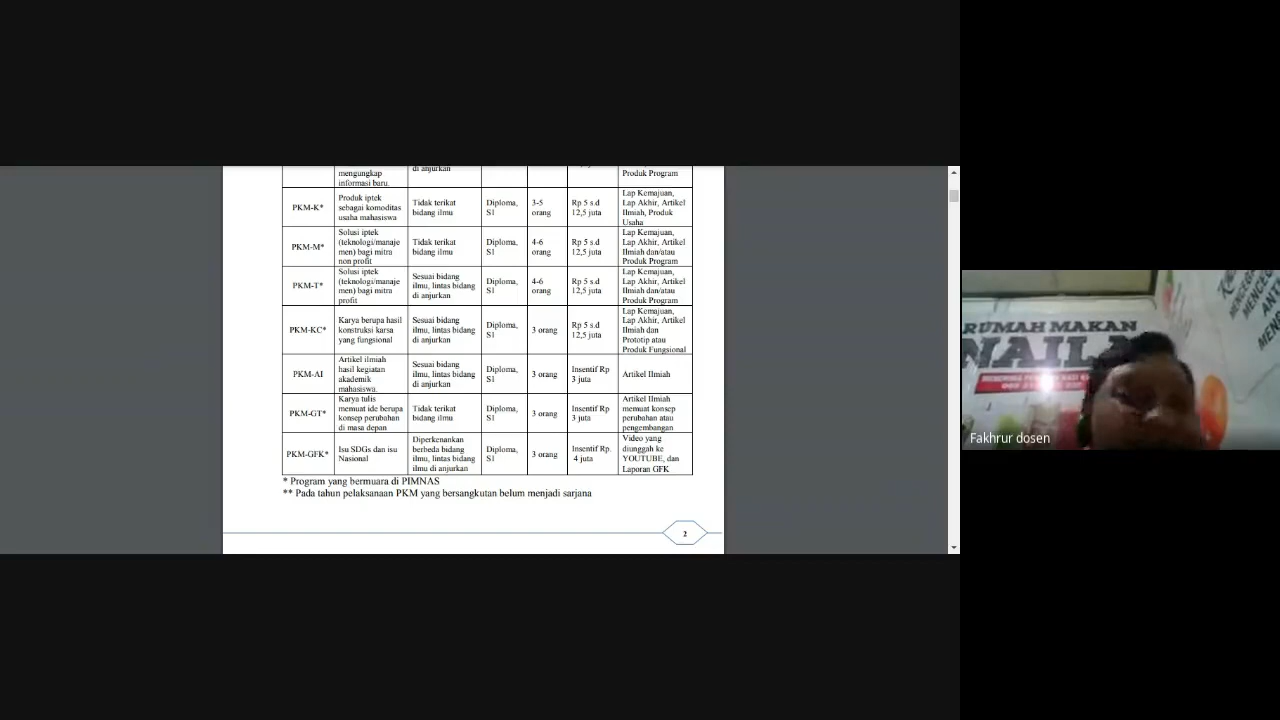 mengungkap
informasi baru.
di anjurkan
Produk Program
PKM-K*
Produk iptek
sebagai komoditas
usaha mahasiswa
Tidak terikat
bidang ilmu
Diploma,
S1
3-5
orang
Rp 5 s.d
12,5 juta
Lap Kemajuan,
Lap Akhir, Artikel
Ilmiah, Produk
Usaha
PKM-M*
Solusi iptek
(teknologi/manaje
men) bagi mitra
non profit
Tidak terikat
bidang ilmu
Diploma,
S1
4-6
orang
Rp 5 s.d
12,5 juta
Lap Kemajuan,
Lap Akhir, Artikel
Ilmiah dan/atau
Produk Program
PKM-T*
Solusi iptek
(teknologi/manaje
men) bagi mitra
profit
Sesuai bidang
ilmu, lintas bidang
di anjurkan
Diploma,
S1
4-6
orang
Rp 5 s.d
12,5 juta
Lap Kemajuan,
Lap Akhir, Artikel
Ilmiah dan/atau
Produk Program
PKM-KC*
Karya berupa hasil
konstruksi karsa
yang fungsional
Sesuai bidang
ilmu, lintas bidang
di anjurkan
Diploma,
S1
3 orang
Rp 5 s.d
12,5 juta
Lap Kemajuan,
Lap Akhir, Artikel
Ilmiah dan
Prototip atau
Produk Fungsional
PKM-AI
Artikel ilmiah
hasil kegiatan
akademik
mahasiswa.
Sesuai bidang
ilmu, lintas bidang
di anjurkan
Diploma,
S1
3 orang
Insentif Rp
3 juta
Artikel Ilmiah
PKM-GT*
Karya tulis
memuat ide berupa
konsep perubahan
di masa depan
Tidak terikat
bidang ilmu
Diploma,
S1
3 orang
Insentif Rp
3 juta
Artikel Ilmiah
memuat konsep
perubahan atau
pengembangan
PKM-GFK*
Isu SDGs dan isu
Nasional
Diperkenankan
berbeda bidang
ilmu, lintas bidang
ilmu di anjurkan
Diploma,
S1
3 orang
Insentif Rp.
4 juta
Video yang
diunggah ke
YOUTUBE, dan
Laporan GFK
* Program yang bermuara di PIMNAS
** Pada tahun pelaksanaan PKM yang bersangkutan belum menjadi sarjana
2
RUMAH MAKAN
NAILA
Fakhrur dosen